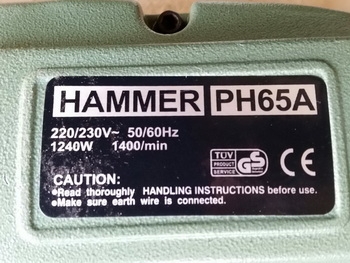 HAMMER PH65A
220/230V~ 50/60Hz
1240W 1400/min
TÜV PRODUCT SERVICE GS CE
CAUTION:
●Read thoroughly HANDLING INSTRUCTIONS before use.
●Make sure earth wire is connected.